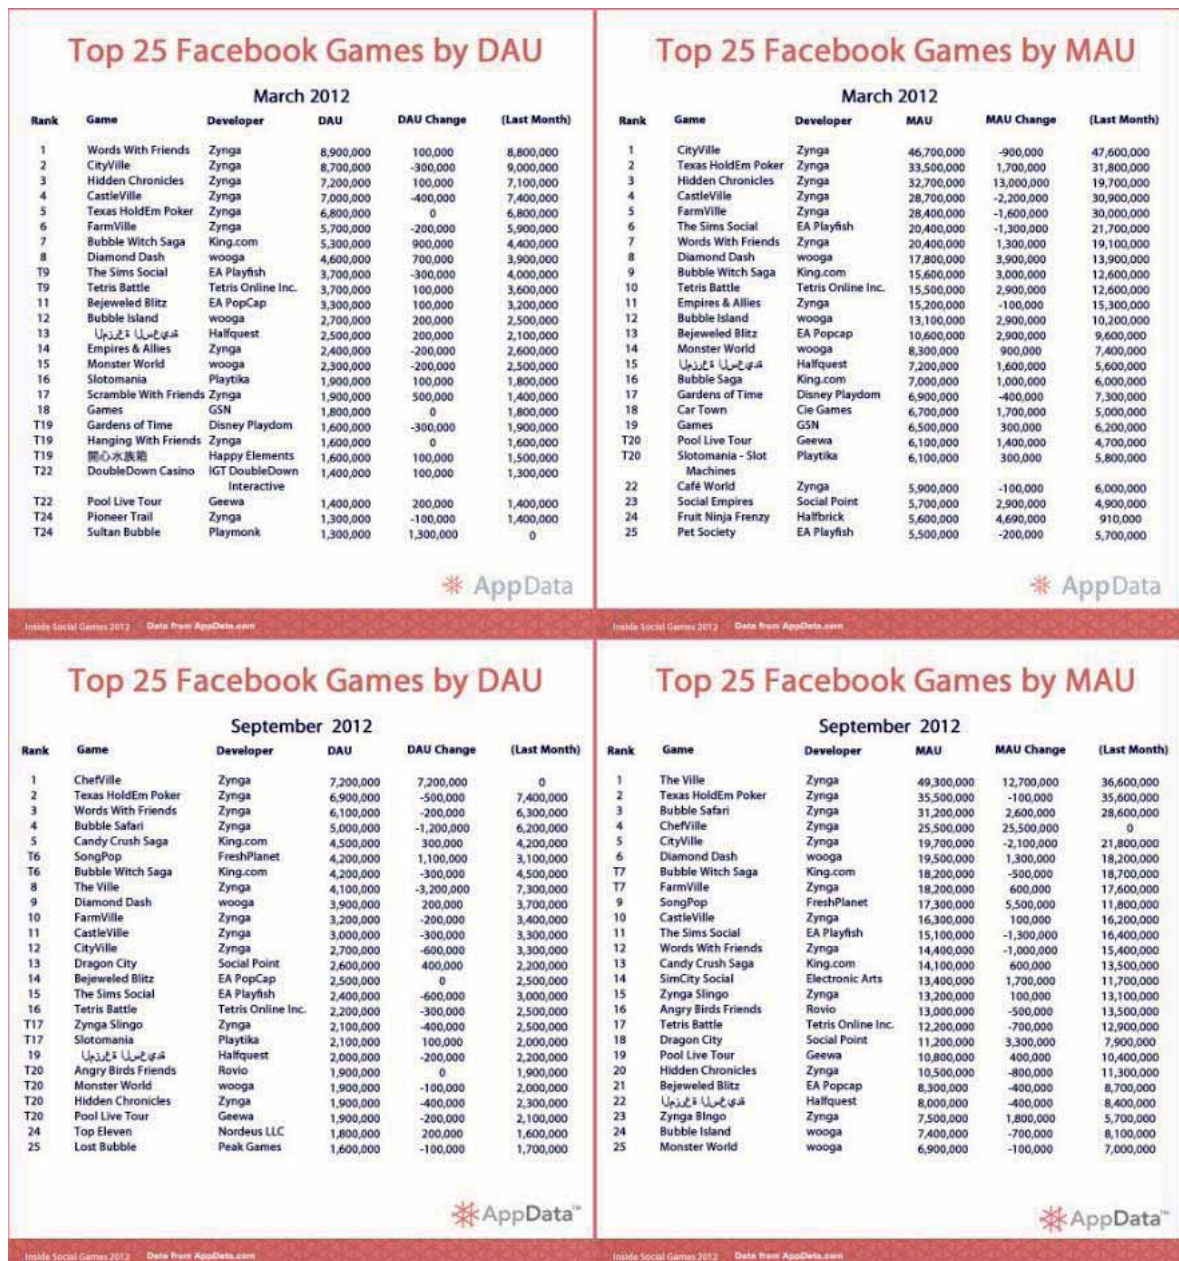 Top 25 Facebook Games by DAU
March 2012
Rank Game Developer DAU DAU Change (Last Month)
1 Words With Friends Zynga 8,900,000 100,000 8,800,000
2 CityVille Zynga 8,700,000 -300,000 9,000,000
3 Hidden Chronicles Zynga 7,200,000 100,000 7,100,000
4 CastleVille Zynga 7,000,000 -400,000 7,400,000
5 Texas HoldEm Poker Zynga 6,800,000 0 6,800,000
6 FarmVille Zynga 5,700,000 -200,000 5,900,000
7 Bubble Witch Saga King.com 5,300,000 900,000 4,400,000
8 Diamond Dash wooga 4,600,000 700,000 3,900,000
T9 The Sims Social EA Playfish 3,700,000 -300,000 4,000,000
T9 Tetris Battle Tetris Online Inc. 3,700,000 100,000 3,600,000
11 Bejeweled Blitz EA PopCap 3,300,000 100,000 3,200,000
12 Bubble Island wooga 2,700,000 200,000 2,500,000
13 المزرعة السعيدة Halfquest 2,500,000 200,000 2,100,000
14 Empires & Allies Zynga 2,400,000 -200,000 2,600,000
15 Monster World wooga 2,300,000 -200,000 2,500,000
16 Slotomania Playtika 1,900,000 100,000 1,800,000
17 Scramble With Friends Zynga 1,900,000 500,000 1,400,000
18 Games GSN 1,800,000 0 1,800,000
T19 Gardens of Time Disney Playdom 1,600,000 -300,000 1,900,000
T19 Hanging With Friends Zynga 1,600,000 0 1,600,000
T19 開心水族箱 Happy Elements 1,600,000 100,000 1,500,000
T22 DoubleDown Casino IGT DoubleDown 1,400,000 100,000 1,300,000
Interactive
T22 Pool Live Tour Geewa 1,400,000 200,000 1,400,000
T24 Pioneer Trail Zynga 1,300,000 -100,000 1,400,000
T24 Sultan Bubble Playmonk 1,300,000 1,300,000 0
AppData
Inside Social Games 2012 Data from AppData.com
Top 25 Facebook Games by MAU
March 2012
Rank Game Developer MAU MAU Change (Last Month)
1 CityVille Zynga 46,700,000 -900,000 47,600,000
2 Texas HoldEm Poker Zynga 33,500,000 1,700,000 31,800,000
3 Hidden Chronicles Zynga 32,700,000 13,000,000 19,700,000
4 CastleVille Zynga 28,700,000 -2,200,000 30,900,000
5 FarmVille Zynga 28,400,000 -1,600,000 30,000,000
6 The Sims Social EA Playfish 20,400,000 -1,300,000 21,700,000
7 Words With Friends Zynga 20,400,000 1,300,000 19,100,000
8 Diamond Dash wooga 17,800,000 3,900,000 13,900,000
9 Bubble Witch Saga King.com 15,600,000 3,000,000 12,600,000
10 Tetris Battle Tetris Online Inc. 15,500,000 2,900,000 12,600,000
11 Empires & Allies Zynga 15,200,000 -100,000 15,300,000
12 Bubble Island wooga 13,100,000 2,900,000 10,200,000
13 Bejeweled Blitz EA Popcap 10,600,000 2,900,000 9,600,000
14 Monster World wooga 8,300,000 900,000 7,400,000
15 المزرعة السعيدة Halfquest 7,200,000 1,600,000 5,600,000
16 Bubble Saga King.com 7,000,000 1,000,000 6,000,000
17 Gardens of Time Disney Playdom 6,900,000 -400,000 7,300,000
18 Car Town Cie Games 6,700,000 1,700,000 5,000,000
19 Games GSN 6,500,000 300,000 6,200,000
T20 Pool Live Tour Geewa 6,100,000 1,400,000 4,700,000
T20 Slotomania - Slot Playtika 6,100,000 300,000 5,800,000
Machines
22 Café World Zynga 5,900,000 -100,000 6,000,000
23 Social Empires Social Point 5,700,000 2,900,000 4,900,000
24 Fruit Ninja Frenzy Halfbrick 5,600,000 4,690,000 910,000
25 Pet Society EA Playfish 5,500,000 -200,000 5,700,000
AppData
Inside Social Games 2012 Data from AppData.com
Top 25 Facebook Games by DAU
September 2012
Rank Game Developer DAU DAU Change (Last Month)
1 ChefVille Zynga 7,200,000 7,200,000 0
2 Texas HoldEm Poker Zynga 6,900,000 -500,000 7,400,000
3 Words With Friends Zynga 6,100,000 -200,000 6,300,000
4 Bubble Safari Zynga 5,000,000 -1,200,000 6,200,000
5 Candy Crush Saga King.com 4,500,000 300,000 4,200,000
T6 SongPop FreshPlanet 4,200,000 1,100,000 3,100,000
T6 Bubble Witch Saga King.com 4,200,000 -300,000 4,500,000
8 The Ville Zynga 4,100,000 -3,200,000 7,300,000
9 Diamond Dash wooga 3,900,000 200,000 3,700,000
10 FarmVille Zynga 3,200,000 -200,000 3,400,000
11 CastleVille Zynga 3,000,000 -300,000 3,300,000
12 CityVille Zynga 2,700,000 -600,000 3,300,000
13 Dragon City Social Point 2,600,000 400,000 2,200,000
14 Bejeweled Blitz EA PopCap 2,500,000 0 2,500,000
15 The Sims Social EA Playfish 2,400,000 -600,000 3,000,000
16 Tetris Battle Tetris Online Inc. 2,200,000 -300,000 2,500,000
T17 Zynga Slingo Zynga 2,100,000 -400,000 2,500,000
T17 Slotomania Playtika 2,100,000 100,000 2,000,000
19 المزرعة السعيدة Halfquest 2,000,000 -200,000 2,200,000
T20 Angry Birds Friends Rovio 1,900,000 0 1,900,000
T20 Monster World wooga 1,900,000 -100,000 2,000,000
T20 Hidden Chronicles Zynga 1,900,000 -400,000 2,300,000
T20 Pool Live Tour Geewa 1,900,000 -200,000 2,100,000
24 Top Eleven Nordeus LLC 1,800,000 200,000 1,600,000
25 Lost Bubble Peak Games 1,600,000 -100,000 1,700,000
AppData™
Inside Social Games 2012 Data from AppData.com
Top 25 Facebook Games by MAU
September 2012
Rank Game Developer MAU MAU Change (Last Month)
1 The Ville Zynga 49,300,000 12,700,000 36,600,000
2 Texas HoldEm Poker Zynga 35,500,000 -100,000 35,600,000
3 Bubble Safari Zynga 31,200,000 2,600,000 28,600,000
4 ChefVille Zynga 25,500,000 25,500,000 0
5 CityVille Zynga 19,700,000 -2,100,000 21,800,000
6 Diamond Dash wooga 19,500,000 1,300,000 18,200,000
T7 Bubble Witch Saga King.com 18,200,000 -500,000 18,700,000
T7 FarmVille Zynga 18,200,000 600,000 17,600,000
9 SongPop FreshPlanet 17,300,000 5,500,000 11,800,000
10 CastleVille Zynga 16,300,000 100,000 16,200,000
11 The Sims Social EA Playfish 15,100,000 -1,300,000 16,400,000
12 Words With Friends Zynga 14,400,000 -1,000,000 15,400,000
13 Candy Crush Saga King.com 14,100,000 600,000 13,500,000
14 SimCity Social Electronic Arts 13,400,000 1,700,000 11,700,000
15 Zynga Slingo Zynga 13,200,000 100,000 13,100,000
16 Angry Birds Friends Rovio 13,000,000 -500,000 13,500,000
17 Tetris Battle Tetris Online Inc. 12,200,000 -700,000 12,900,000
18 Dragon City Social Point 11,200,000 3,300,000 7,900,000
19 Pool Live Tour Geewa 10,800,000 400,000 10,400,000
20 Hidden Chronicles Zynga 10,500,000 -800,000 11,300,000
21 Bejeweled Blitz EA Popcap 8,300,000 -400,000 8,700,000
22 المزرعة السعيدة Halfquest 8,000,000 -400,000 8,400,000
23 Zynga BIngo Zynga 7,500,000 1,800,000 5,700,000
24 Bubble Island wooga 7,400,000 -700,000 8,100,000
25 Monster World wooga 6,900,000 -100,000 7,000,000
AppData™
Inside Social Games 2012 Data from AppData.com